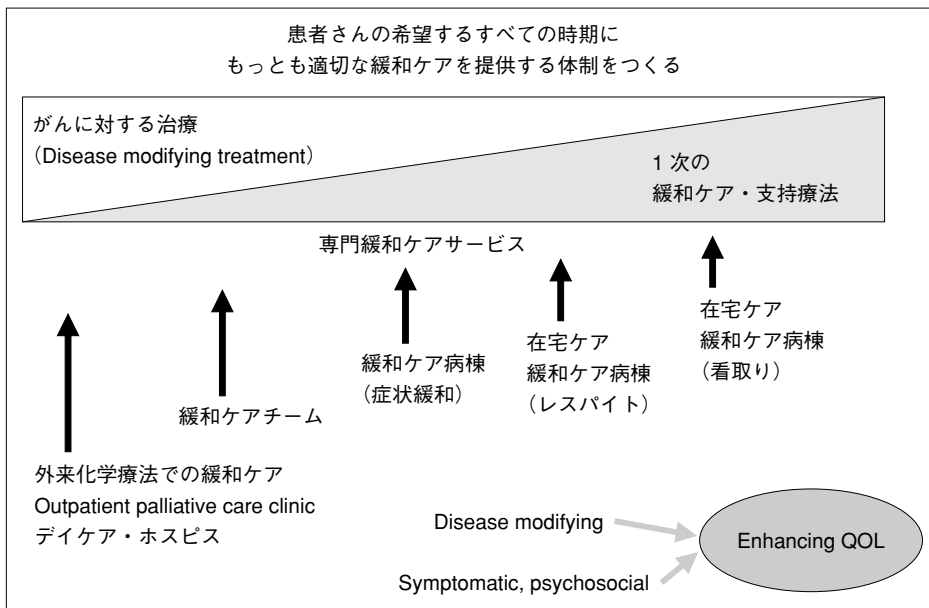 患者さんの希望するすべての時期に
もっとも適切な緩和ケアを提供する体制をつくる
がんに対する治療
（Disease modifying treatment）
1 次の
緩和ケア・支持療法
専門緩和ケアサービス
在宅ケア
緩和ケア病棟
（看取り）
在宅ケア
緩和ケア病棟
（レスパイト）
緩和ケア病棟
（症状緩和）
緩和ケアチーム
外来化学療法での緩和ケア
Outpatient palliative care clinic
デイケア・ホスピス
Disease modifying
Enhancing QOL
Symptomatic, psychosocial